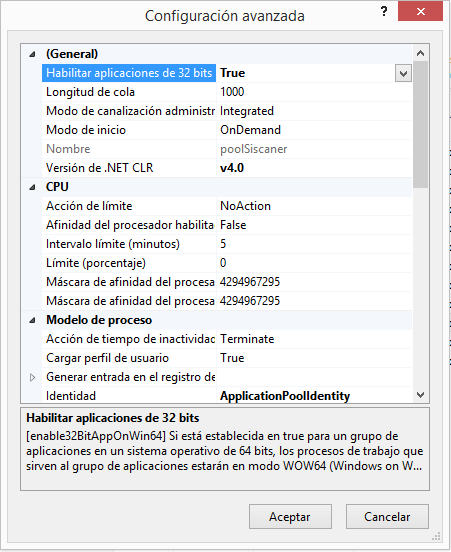 Configuración avanzada
?
(General)
Habilitar aplicaciones de 32 bits True
Longitud de cola 1000
Modo de canalización administr Integrated
Modo de inicio OnDemand
Nombre poolSiscaner
Versión de .NET CLR v4.0
CPU
Acción de límite NoAction
Afinidad del procesador habilita False
Intervalo límite (minutos) 5
Límite (porcentaje) 0
Máscara de afinidad del procesa 4294967295
Máscara de afinidad del procesa 4294967295
Modelo de proceso
Acción de tiempo de inactividad Terminate
Cargar perfil de usuario True
Generar entrada en el registro de
Identidad ApplicationPoolIdentity
Habilitar aplicaciones de 32 bits
[enable32BitAppOnWin64] Si está establecida en true para un grupo de
aplicaciones en un sistema operativo de 64 bits, los procesos de trabajo que
sirven al grupo de aplicaciones estarán en modo WOW64 (Windows on W...
Aceptar Cancelar